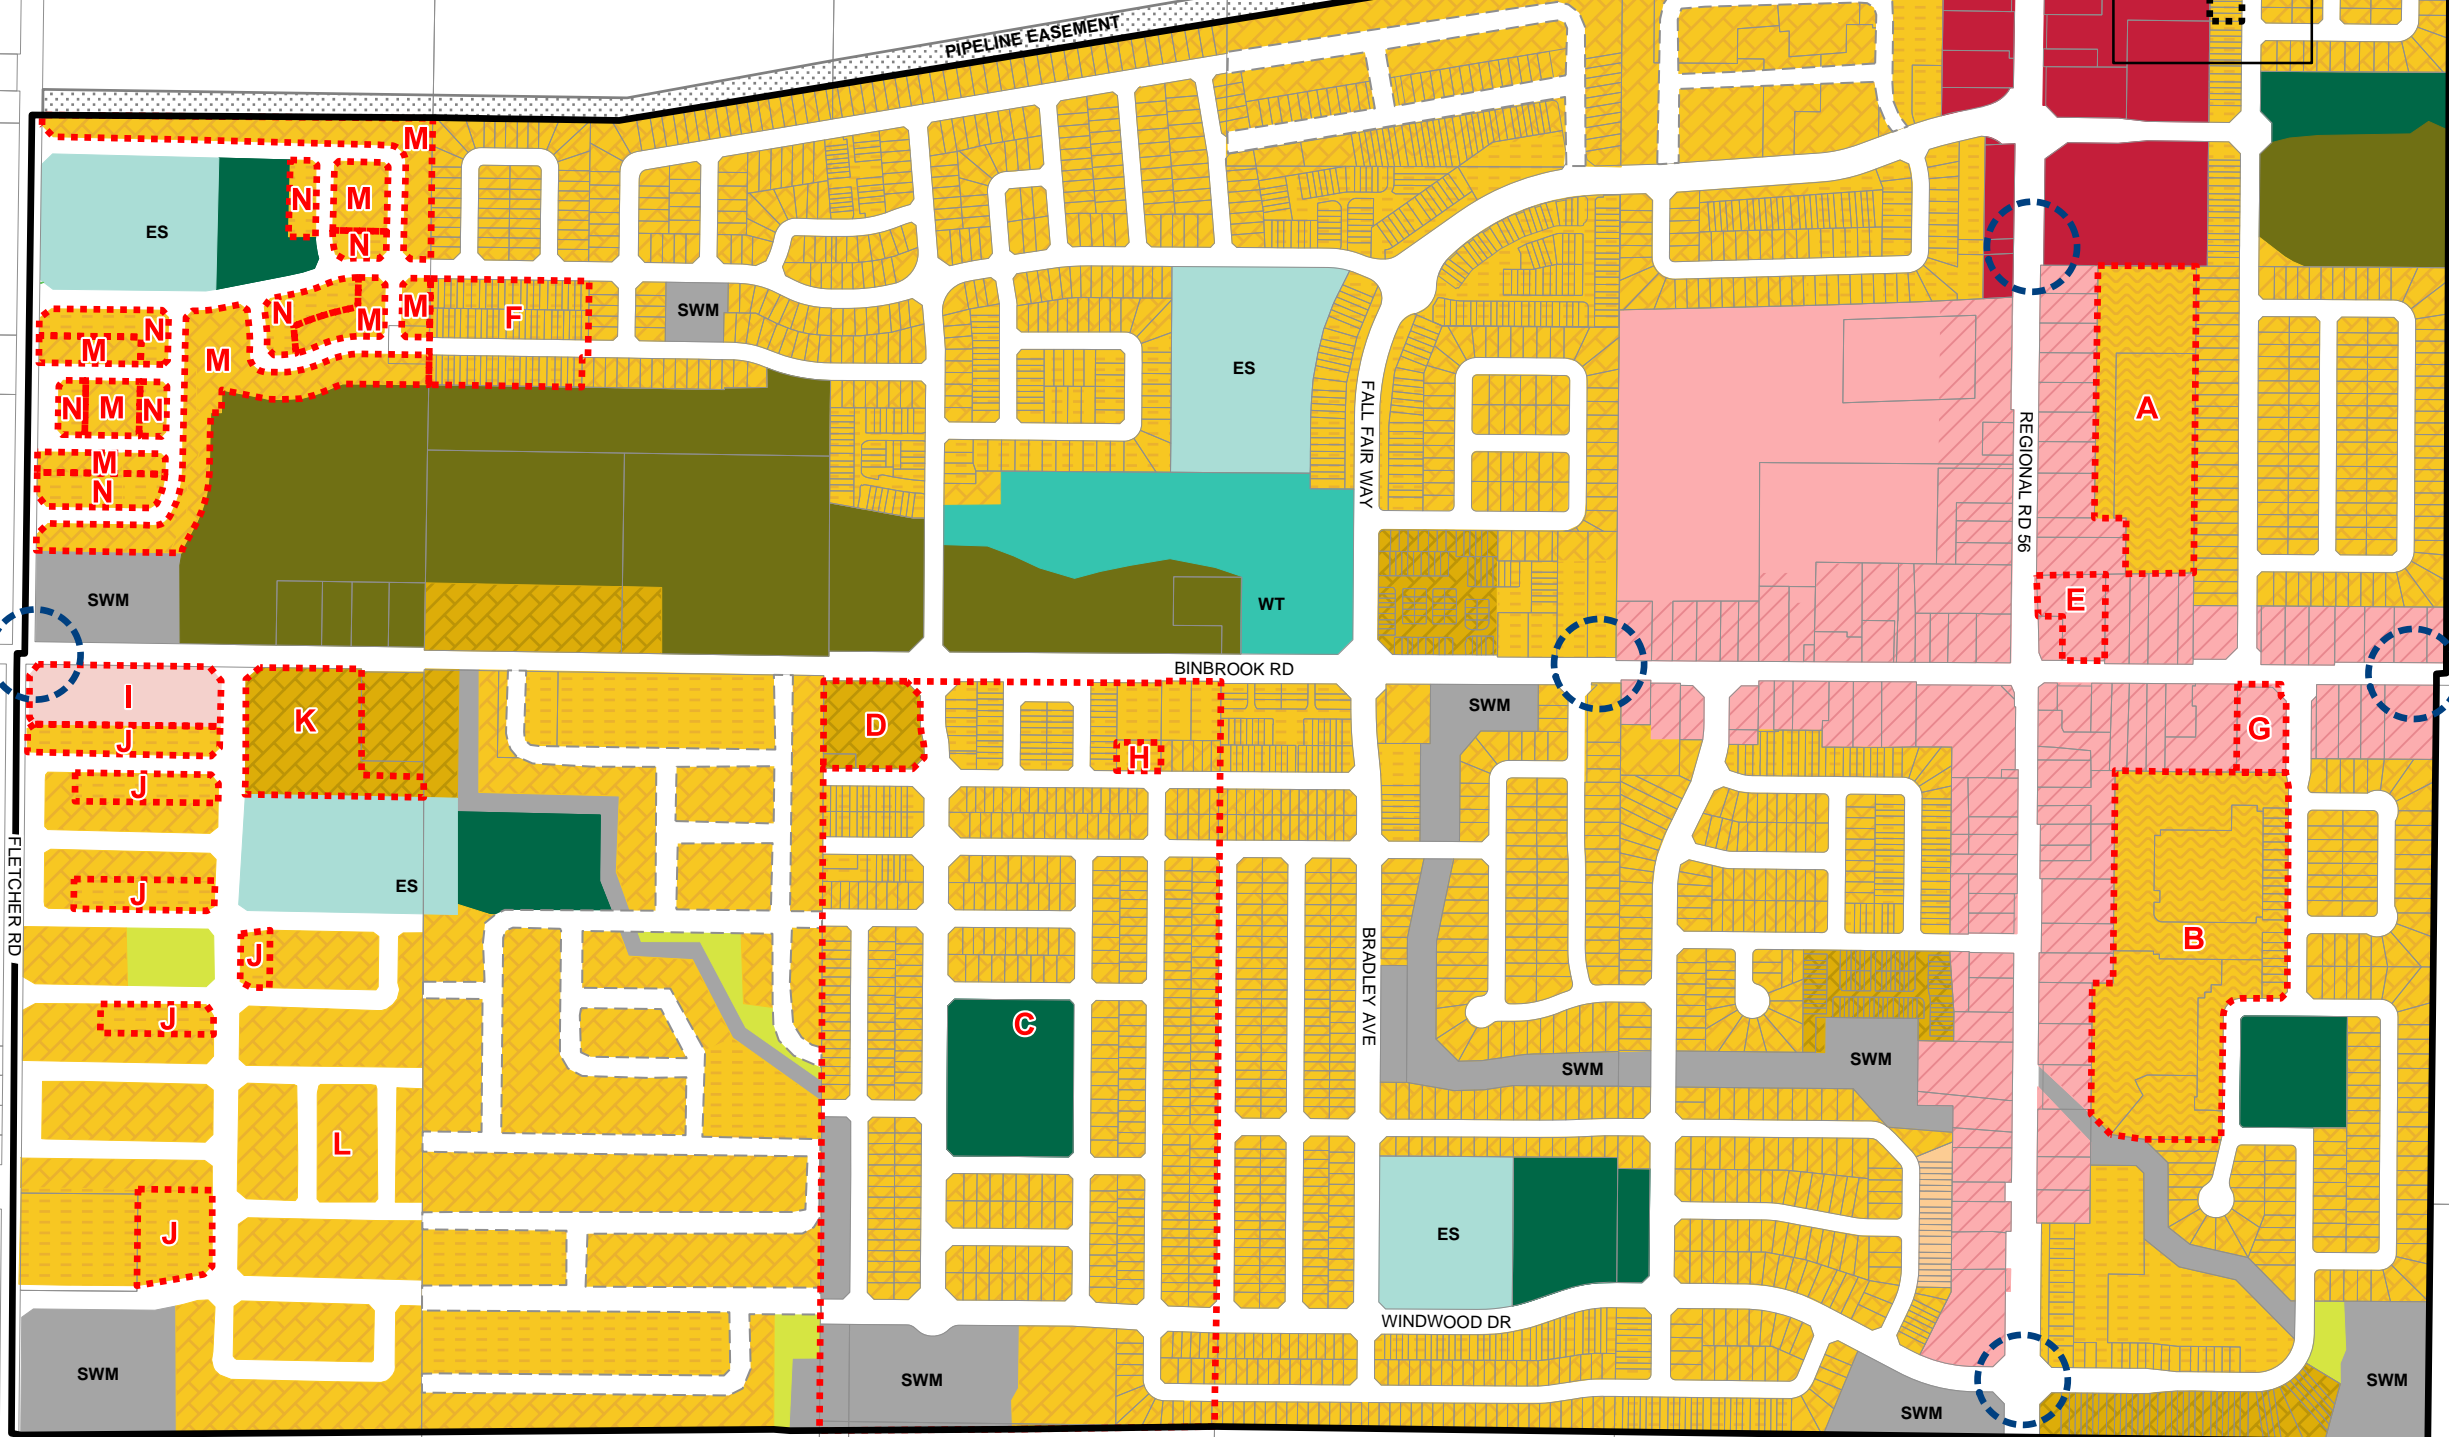 PIPELINE EASEMENT
M
ES
N
M
N
N
M
M
F
SWM
N
M
M
ES
FALL FAIR WAY
REGIONAL RD 56
A
N
M
N
M
N
SWM
WT
E
BINBROOK RD
I
J
K
D
H
SWM
G
J
FLETCHER RD
J
ES
J
J
BRADLEY AVE
B
C
SWM
SWM
L
J
ES
WINDWOOD DR
SWM
SWM
SWM
SWM